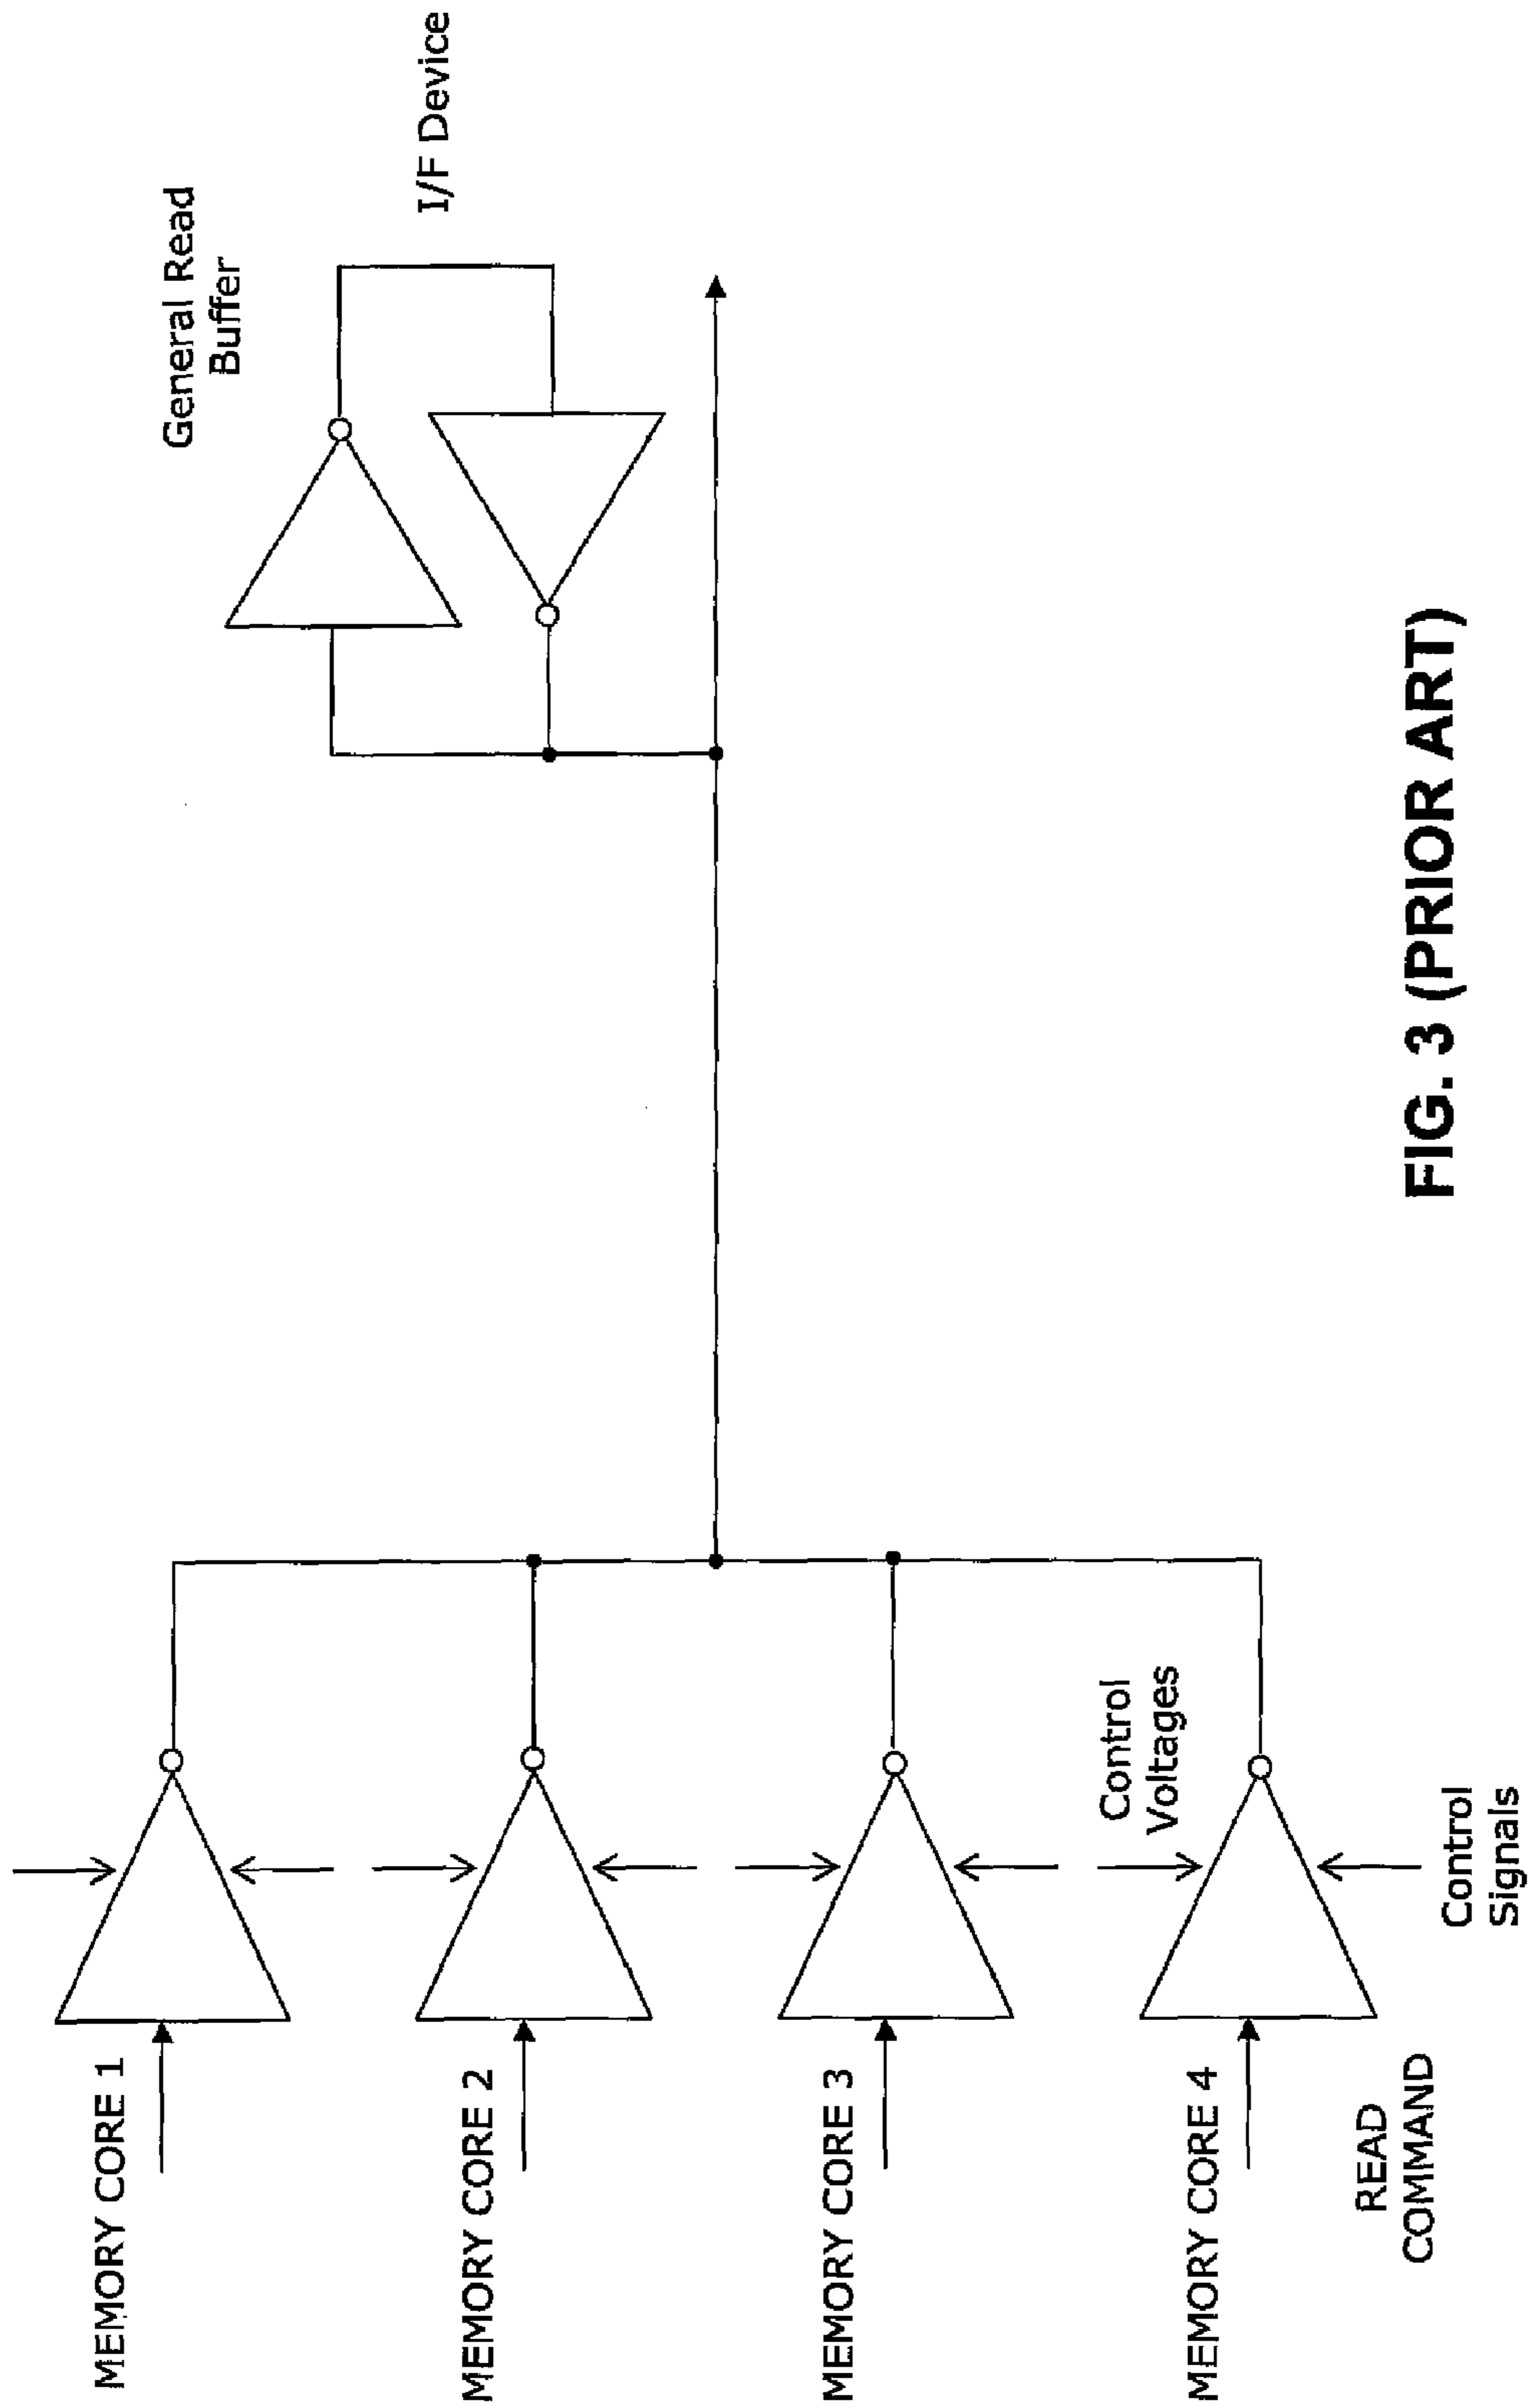 MEMORY CORE 1
MEMORY CORE 2
MEMORY CORE 3
MEMORY CORE 4
READ
COMMAND
Control
Voltages
Control
Signals
General Read
Buffer
I/F Device
FIG. 3 (PRIOR ART)